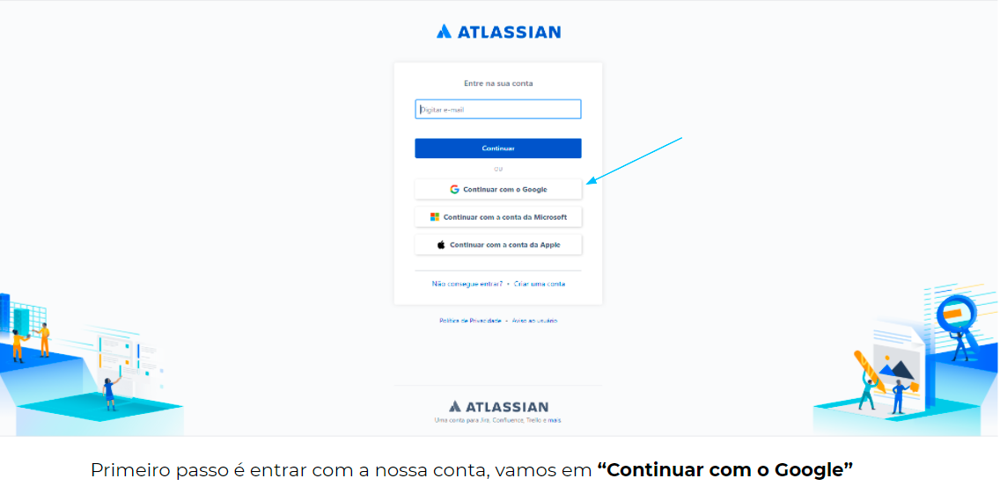 ATLASSIAN
Entre na sua conta
Digitar e-mail
Continuar
ou
Continuar com o Google
Continuar com a conta da Microsoft
Continuar com a conta da Apple
Não consegue entrar? • Criar uma conta
Política de Privacidade • Aviso ao usuário
ATLASSIAN
Uma conta para Jira, Confluence, Trello e mais
Primeiro passo é entrar com a nossa conta, vamos em “Continuar com o Google”